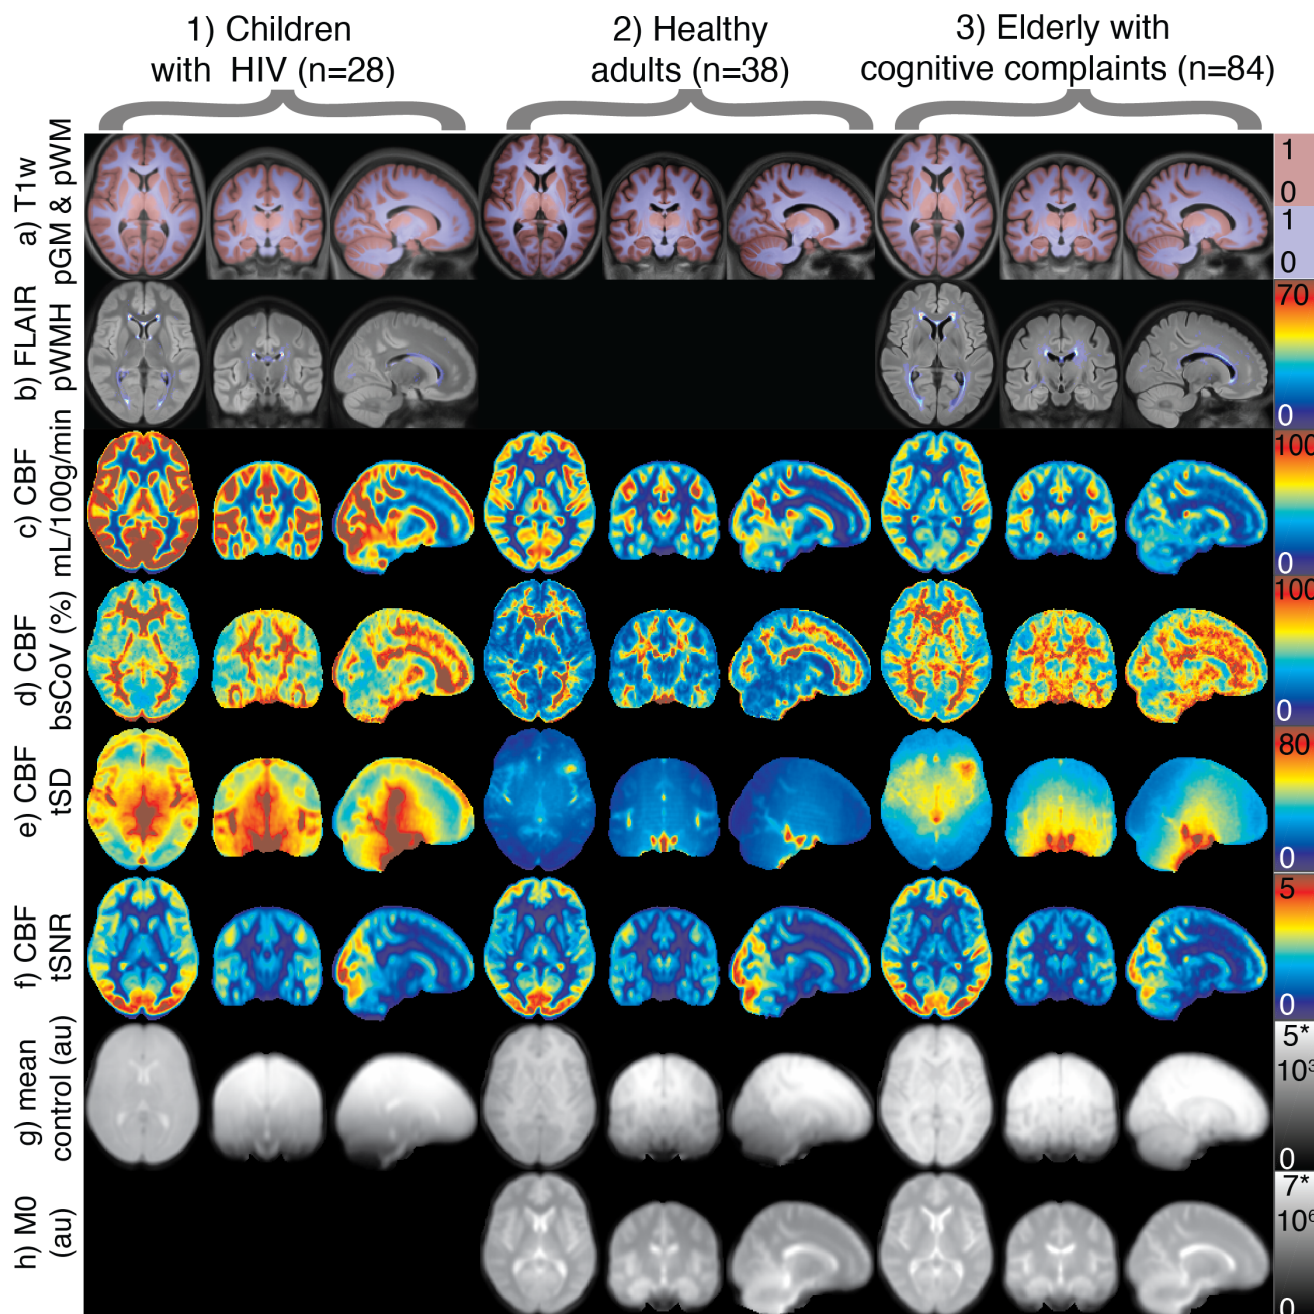 1) Children
with HIV (n=28)
2) Healthy
adults (n=38)
3) Elderly with
cognitive complaints (n=84)
a) T1w
pGM & pWM
1
0
1
0
b) FLAIR
pWMH
70
0
c) CBF
mL/100g/min
100
0
d) CBF
bsCoV (%)
100
0
e) CBF
tSD
80
0
f) CBF
tSNR
5
0
g) mean
control (au)
5*
10³
0
h) M0
(au)
7*
10⁶
0